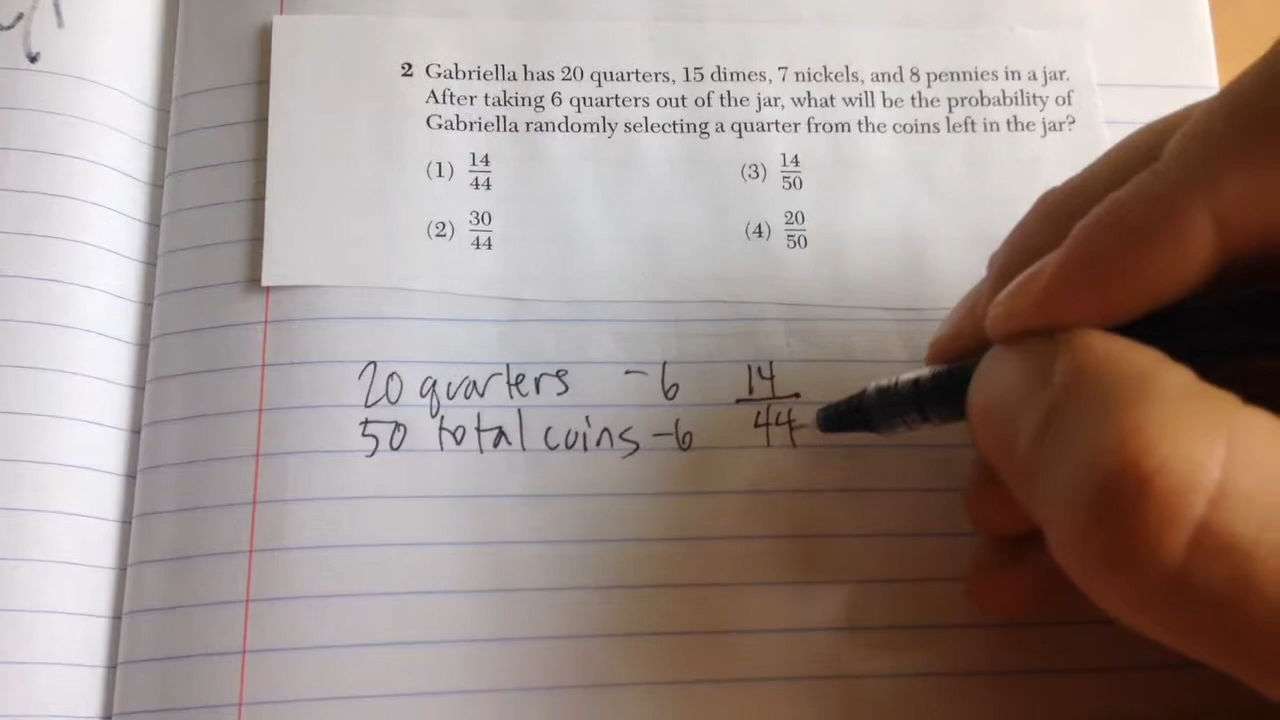 2 Gabriella has 20 quarters, 15 dimes, 7 nickels, and 8 pennies in a jar.
After taking 6 quarters out of the jar, what will be the probability of
Gabriella randomly selecting a quarter from the coins left in the jar?
(1) 14/44 (3) 14/50
(2) 30/44 (4) 20/50
20 quarters -6 14
50 total coins -6 44